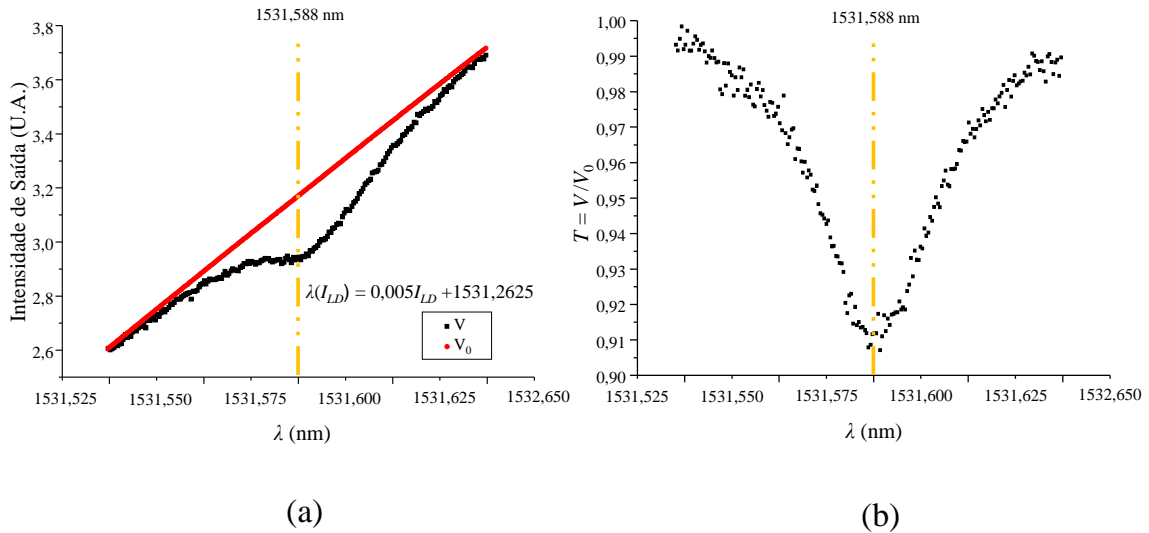 1531,588 nm
3,8
3,6
3,4
3,2
3,0
2,8
2,6
Intensidade de Saída (U.A.)
λ(I_LD) = 0,005I_LD +1531,2625
V
V₀
1531,525 1531,550 1531,575 1531,600 1531,625 1532,650
λ (nm)
(a)
1531,588 nm
1,00
0,99
0,98
0,97
0,96
0,95
0,94
0,93
0,92
0,91
0,90
T = V/V₀
1531,525 1531,550 1531,575 1531,600 1531,625 1532,650
λ (nm)
(b)